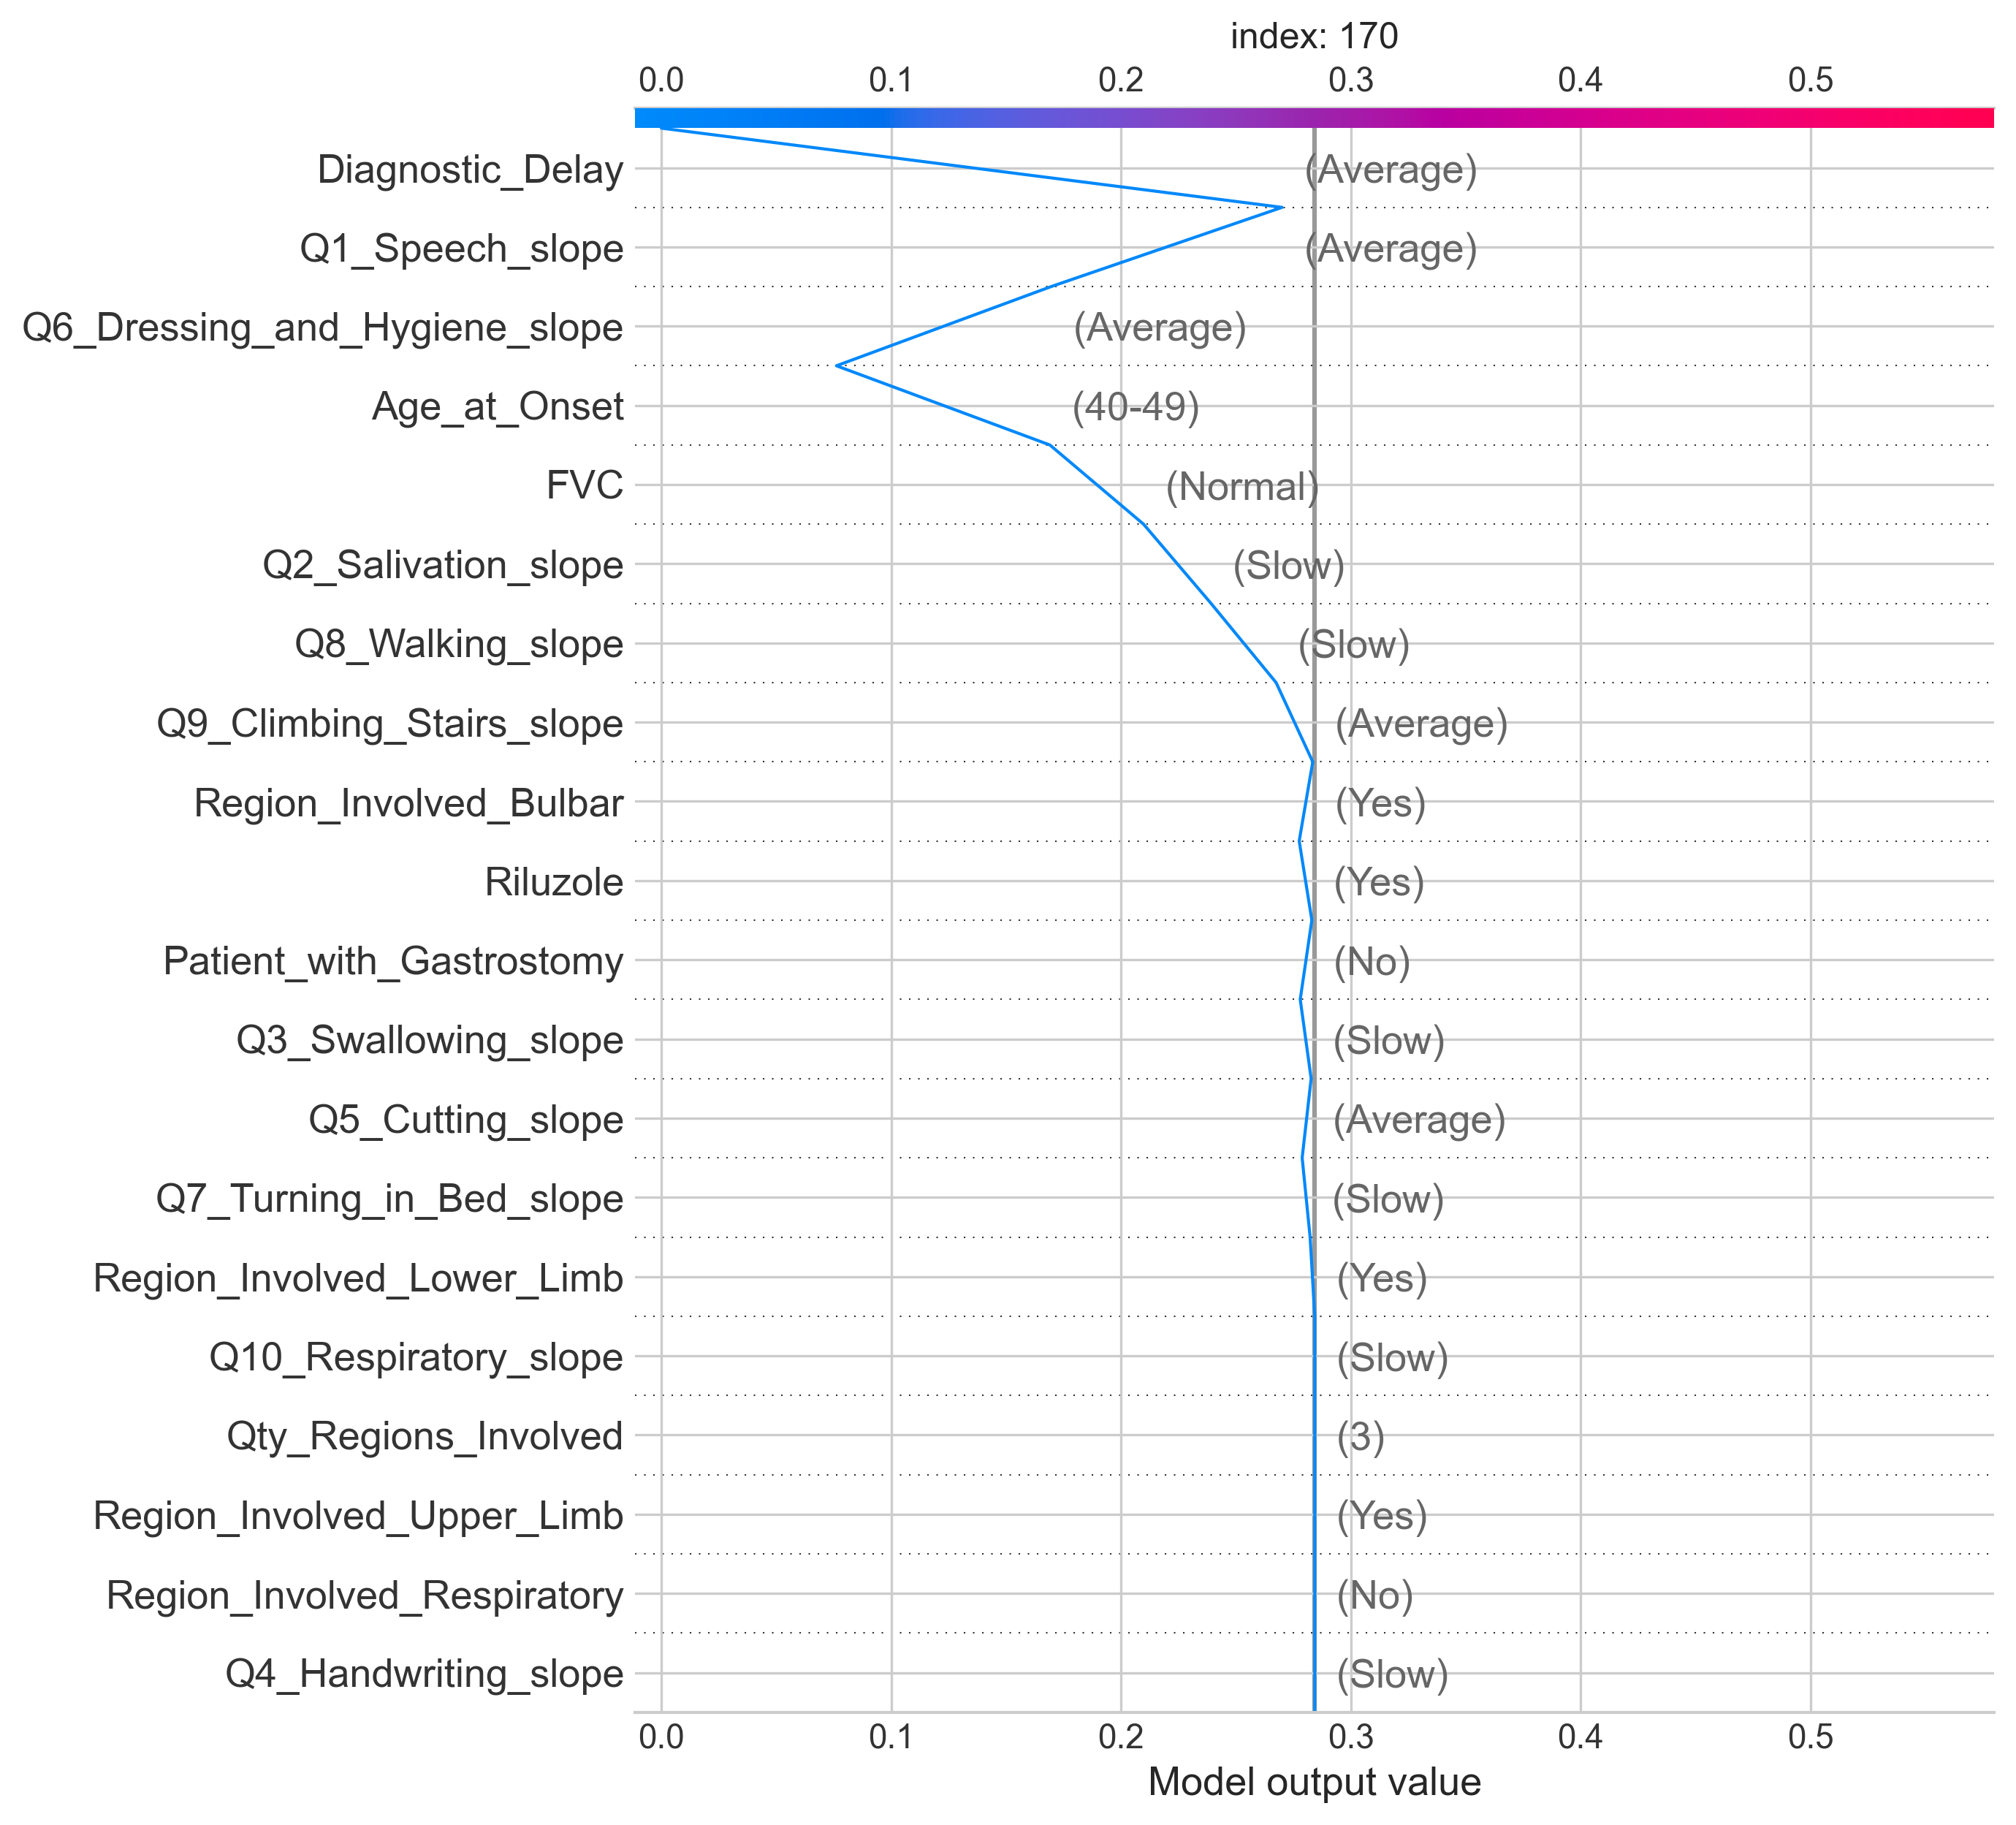 index: 170
0.0 0.1 0.2 0.3 0.4 0.5
Diagnostic_Delay (Average)
Q1_Speech_slope (Average)
Q6_Dressing_and_Hygiene_slope (Average)
Age_at_Onset (40-49)
FVC (Normal)
Q2_Salivation_slope (Slow)
Q8_Walking_slope (Slow)
Q9_Climbing_Stairs_slope (Average)
Region_Involved_Bulbar (Yes)
Riluzole (Yes)
Patient_with_Gastrostomy (No)
Q3_Swallowing_slope (Slow)
Q5_Cutting_slope (Average)
Q7_Turning_in_Bed_slope (Slow)
Region_Involved_Lower_Limb (Yes)
Q10_Respiratory_slope (Slow)
Qty_Regions_Involved (3)
Region_Involved_Upper_Limb (Yes)
Region_Involved_Respiratory (No)
Q4_Handwriting_slope (Slow)
0.0 0.1 0.2 0.3 0.4 0.5
Model output value